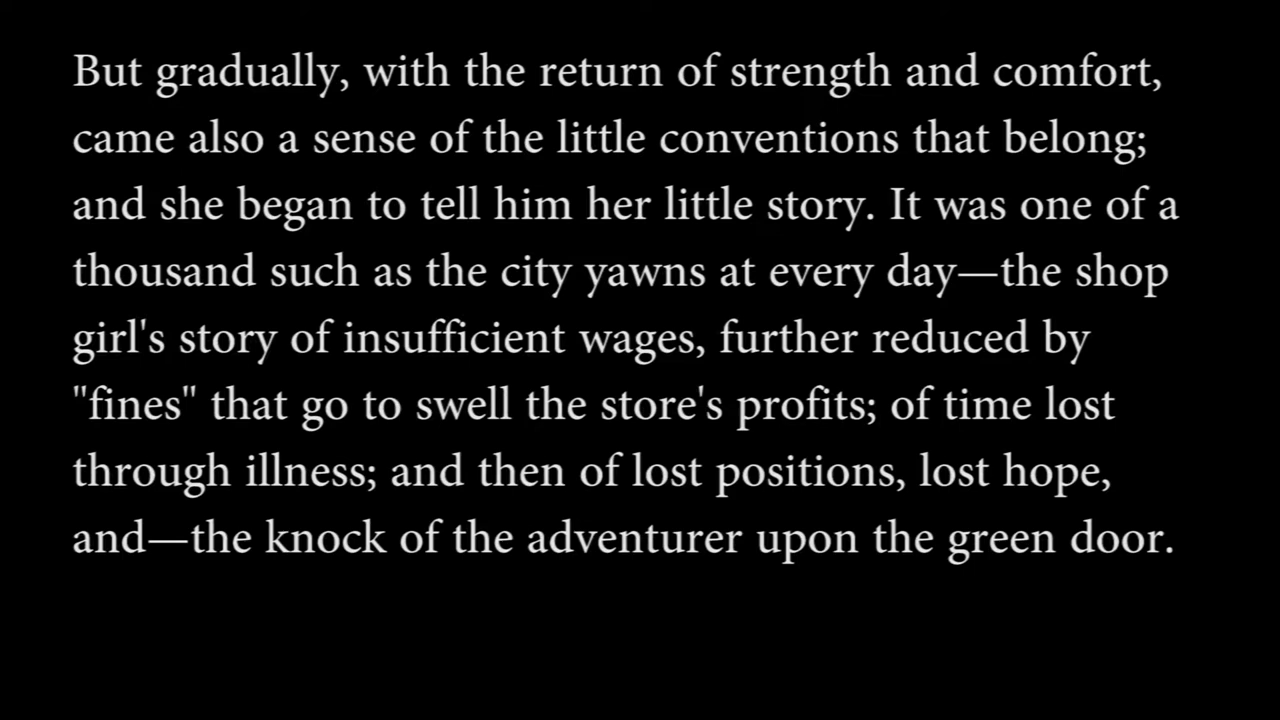 But gradually, with the return of strength and comfort,
came also a sense of the little conventions that belong;
and she began to tell him her little story. It was one of a
thousand such as the city yawns at every day—the shop
girl's story of insufficient wages, further reduced by
"fines" that go to swell the store's profits; of time lost
through illness; and then of lost positions, lost hope,
and—the knock of the adventurer upon the green door.